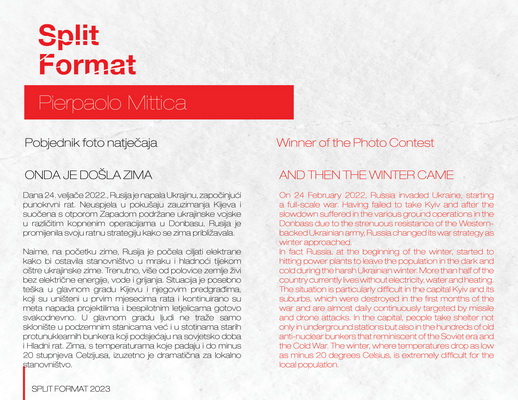 Split
Format
Pierpaolo Mittica
Pobjednik foto natječaja
ONDA JE DOŠLA ZIMA
Dana 24. veljače 2022., Rusija je napala Ukrajinu, započinjući
punokrvni rat. Neuspjela u pokušaju zauzimanja Kijeva i
suočena s otporom Zapadom podržane ukrajinske vojske
u različitim kopnenim operacijama u Donbasu, Rusija je
promijenila svoju ratnu strategiju kako se zima približavala.
Naime, na početku zime, Rusija je počela ciljati elektrane
kako bi ostavila stanovništvo u mraku i hladnoći tijekom
oštre ukrajinske zime. Trenutno, više od polovice zemlje živi
bez električne energije, vode i grijanja. Situacija je posebno
teška u glavnom gradu Kijevu i njegovim predgrađima,
koji su uništeni u prvim mjesecima rata i kontinuirano su
meta napada projektilima i bespilotnim letjelicama gotovo
svakodnevno. U glavnom gradu ljudi ne traže samo
sklonište u podzemnim stanicama već i u stotinama starih
protunuklearnih bunkera koji podsjećaju na sovjetsko doba
i Hladni rat. Zima, s temperaturama koje padaju i do minus
20 stupnjeva Celzijusa, izuzetno je dramatična za lokalno
stanovništvo.
Winner of the Photo Contest
AND THEN THE WINTER CAME
On 24 February 2022, Russia invaded Ukraine, starting
a full-scale war. Having failed to take Kyiv and after the
slowdown suffered in the various ground operations in the
Donbass due to the strenuous resistance of the Western-
backed Ukrainian army, Russia changed its war strategy as
winter approached.
In fact Russia, at the beginning of the winter, started to
hitting power plants to leave the population in the dark and
cold during the harsh Ukrainian winter. More than half of the
country currently lives without electricity, water and heating.
The situation is particularly difficult in the capital Kyiv and its
suburbs, which were destroyed in the first months of the
war and are almost daily continuously targeted by missile
and drone attacks. In the capital, people take shelter not
only in underground stations but also in the hundreds of old
anti-nuclear bunkers that reminiscent of the Soviet era and
the Cold War. The winter, where temperatures drop as low
as minus 20 degrees Celsius, is extremely difficult for the
local population.
SPLIT FORMAT 2023